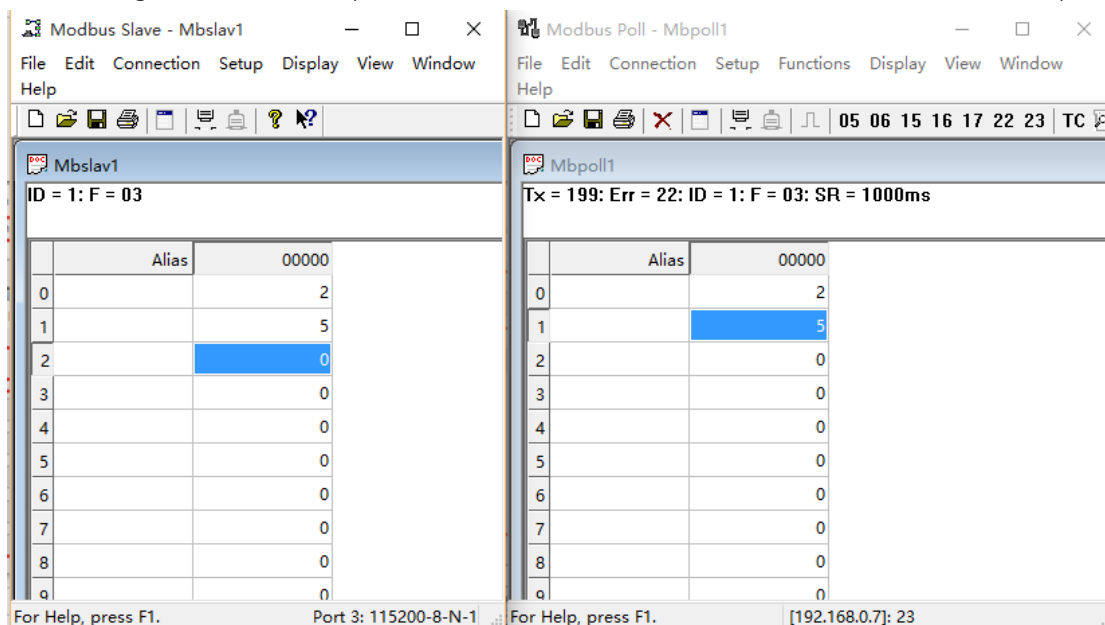 Modbus Slave - Mbslav1
File Edit Connection Setup Display View Window
Help
Mbslav1
ID = 1: F = 03
Alias 00000
0 2
1 5
2 0
3 0
4 0
5 0
6 0
7 0
8 0
9 0
For Help, press F1. Port 3: 115200-8-N-1
Modbus Poll - Mbpoll1
File Edit Connection Setup Functions Display View Window
Help
05 06 15 16 17 22 23 TC
Mbpoll1
Tx = 199: Err = 22: ID = 1: F = 03: SR = 1000ms
Alias 00000
0 2
1 5
2 0
3 0
4 0
5 0
6 0
7 0
8 0
9 0
For Help, press F1. [192.168.0.7]: 23